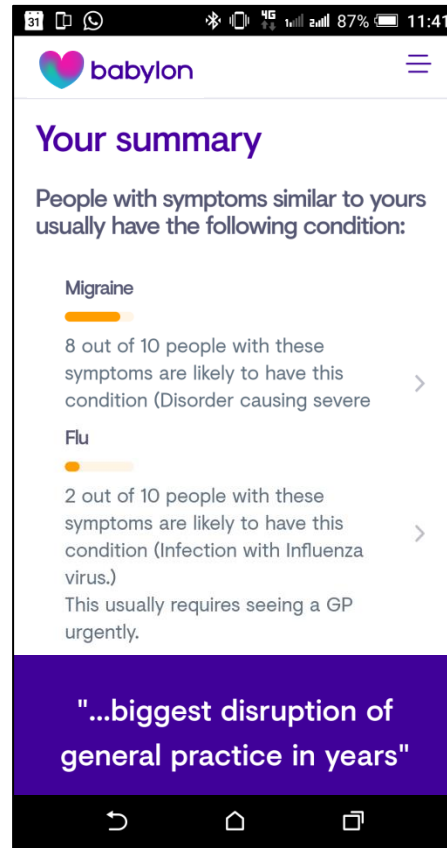 31 4G 1 2 87% 11:41
babylon
Your summary
People with symptoms similar to yours
usually have the following condition:
Migraine
8 out of 10 people with these
symptoms are likely to have this
condition (Disorder causing severe
Flu
2 out of 10 people with these
symptoms are likely to have this
condition (Infection with Influenza
virus.)
This usually requires seeing a GP
urgently.
"...biggest disruption of
general practice in years"